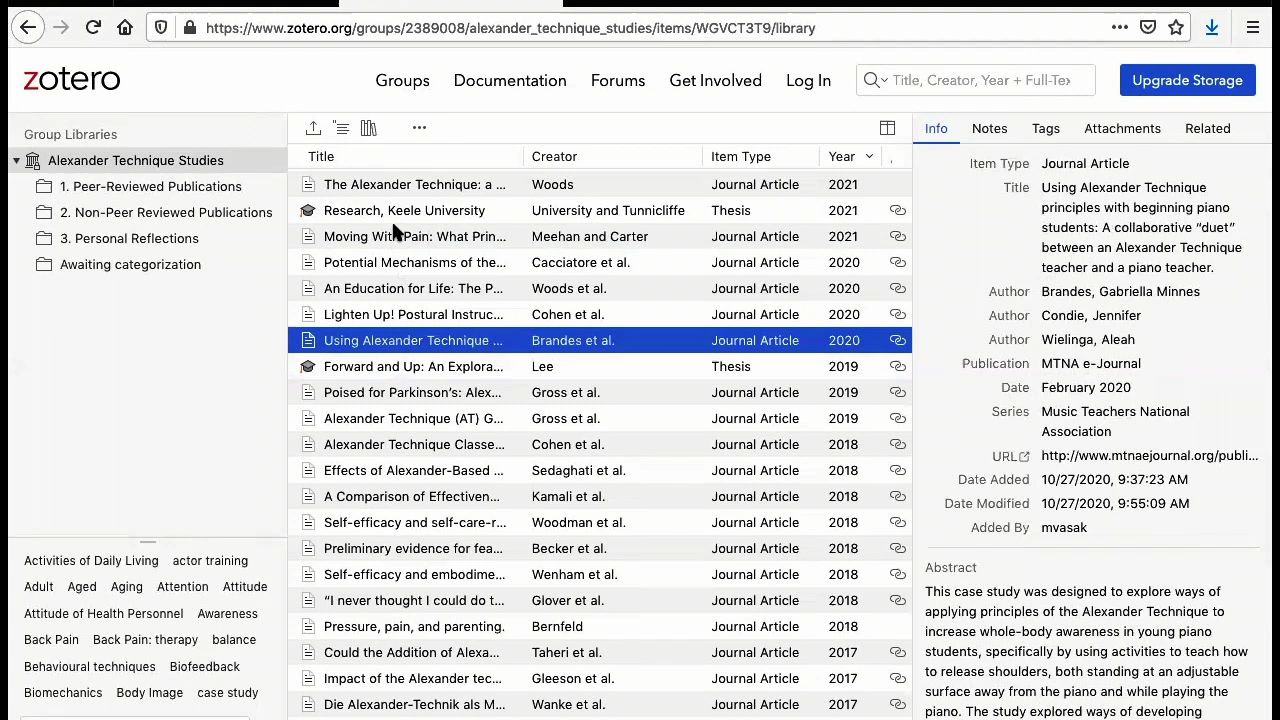 https://www.zotero.org/groups/2389008/alexander_technique_studies/items/WGVCT3T9/library
zotero
Groups
Documentation
Forums
Get Involved
Log In
Title, Creator, Year + Full-Tex
Upgrade Storage
Group Libraries
Alexander Technique Studies
1. Peer-Reviewed Publications
2. Non-Peer Reviewed Publications
3. Personal Reflections
Awaiting categorization
Activities of Daily Living actor training
Adult Aged Aging Attention Attitude
Attitude of Health Personnel Awareness
Back Pain Back Pain: therapy balance
Behavioural techniques Biofeedback
Biomechanics Body Image case study
Title Creator Item Type Year
The Alexander Technique: a ... Woods Journal Article 2021
Research, Keele University University and Tunnicliffe Thesis 2021
Moving With Pain: What Prin... Meehan and Carter Journal Article 2021
Potential Mechanisms of the... Cacciatore et al. Journal Article 2020
An Education for Life: The P... Woods et al. Journal Article 2020
Lighten Up! Postural Instruc... Cohen et al. Journal Article 2020
Using Alexander Technique ... Brandes et al. Journal Article 2020
Forward and Up: An Explora... Lee Thesis 2019
Poised for Parkinson's: Alex... Gross et al. Journal Article 2019
Alexander Technique (AT) G... Gross et al. Journal Article 2019
Alexander Technique Classe... Cohen et al. Journal Article 2018
Effects of Alexander-Based ... Sedaghati et al. Journal Article 2018
A Comparison of Effectiven... Kamali et al. Journal Article 2018
Self-efficacy and self-care-r... Woodman et al. Journal Article 2018
Preliminary evidence for fea... Becker et al. Journal Article 2018
Self-efficacy and embodime... Wenham et al. Journal Article 2018
“I never thought I could do t... Glover et al. Journal Article 2018
Pressure, pain, and parenting. Bernfeld Journal Article 2018
Could the Addition of Alexa... Taheri et al. Journal Article 2017
Impact of the Alexander tec... Gleeson et al. Journal Article 2017
Die Alexander-Technik als M... Wanke et al. Journal Article 2017
Info Notes Tags Attachments Related
Item Type Journal Article
Title Using Alexander Technique
principles with beginning piano
students: A collaborative “duet”
between an Alexander Technique
teacher and a piano teacher.
Author Brandes, Gabriella Minnes
Author Condie, Jennifer
Author Wielinga, Aleah
Publication MTNA e-Journal
Date February 2020
Series Music Teachers National
Association
URL http://www.mtnaejournal.org/publi...
Date Added 10/27/2020, 9:37:23 AM
Date Modified 10/27/2020, 9:55:09 AM
Added By mvasak
Abstract
This case study was designed to explore ways of
applying principles of the Alexander Technique to
increase whole-body awareness in young piano
students, specifically by using activities to teach how
to release shoulders, both standing at an adjustable
surface away from the piano and while playing the
piano. The study explored ways of developing